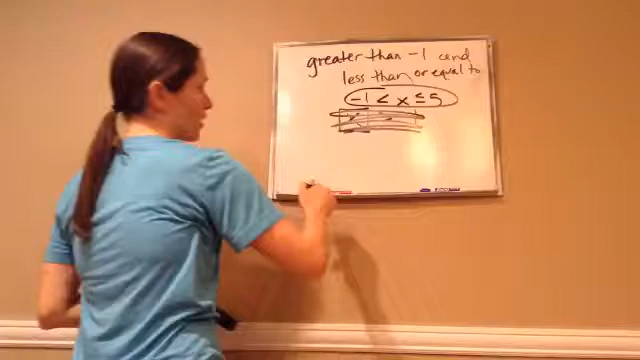 greater than -1 and
less than or equal to
-1 < x ≤ 5